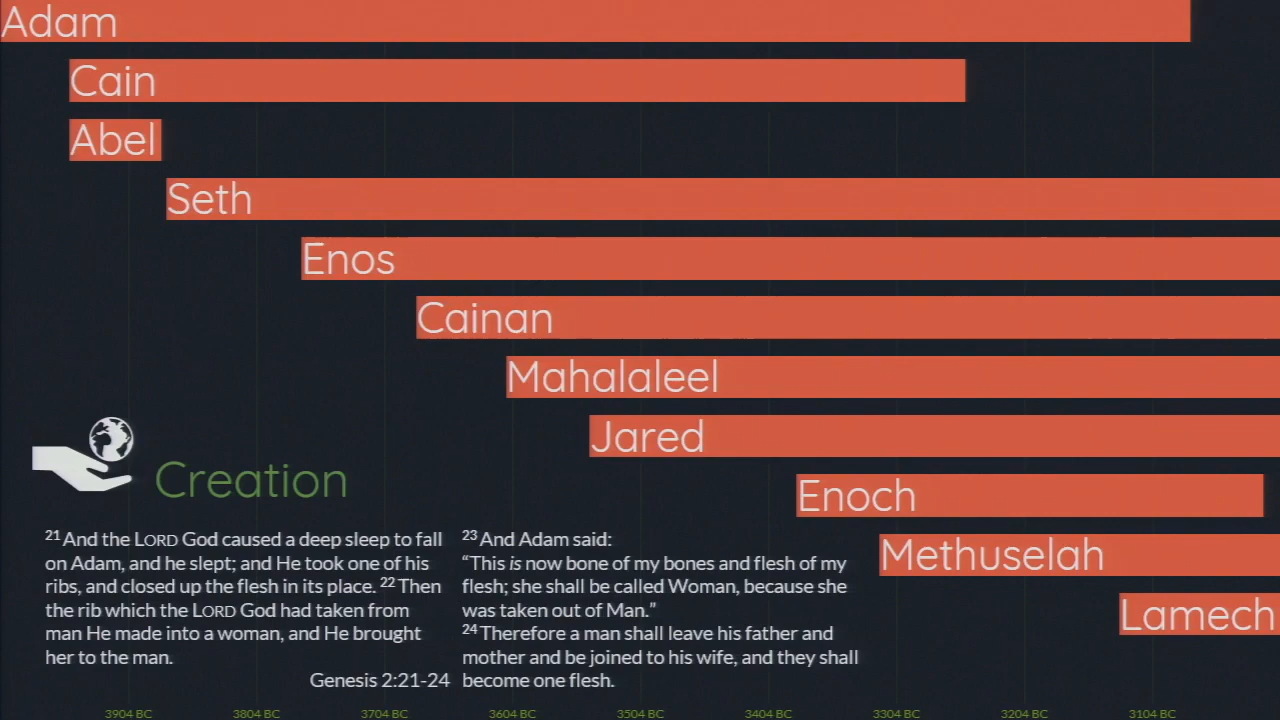 Adam
Cain
Abel
Seth
Enos
Cainan
Mahalaleel
Jared
Enoch
Methuselah
Lamech
Creation
21 And the LORD God caused a deep sleep to fall
on Adam, and he slept; and He took one of his
ribs, and closed up the flesh in its place. 22 Then
the rib which the LORD God had taken from
man He made into a woman, and He brought
her to the man.
Genesis 2:21-24
23 And Adam said:
“This is now bone of my bones and flesh of my
flesh; she shall be called Woman, because she
was taken out of Man.”
24 Therefore a man shall leave his father and
mother and be joined to his wife, and they shall
become one flesh.
3904 BC 3804 BC 3704 BC 3604 BC 3504 BC 3404 BC 3304 BC 3204 BC 3104 BC